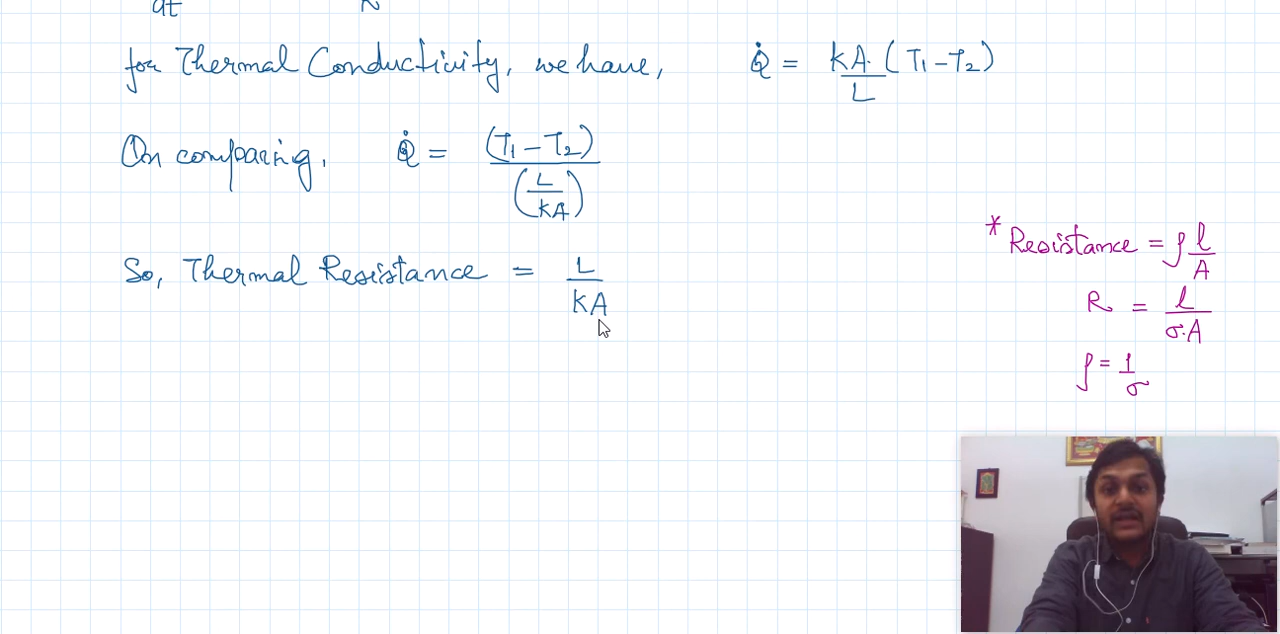 dt R
for Thermal Conductivity, we have, Q̇ = kA/L (T₁ - T₂)
On comparing, Q̇ = (T₁ - T₂)/(L/kA)
So, Thermal Resistance = L/kA
* Resistance = ρ l/A
R = l/σ.A
ρ = 1/σ